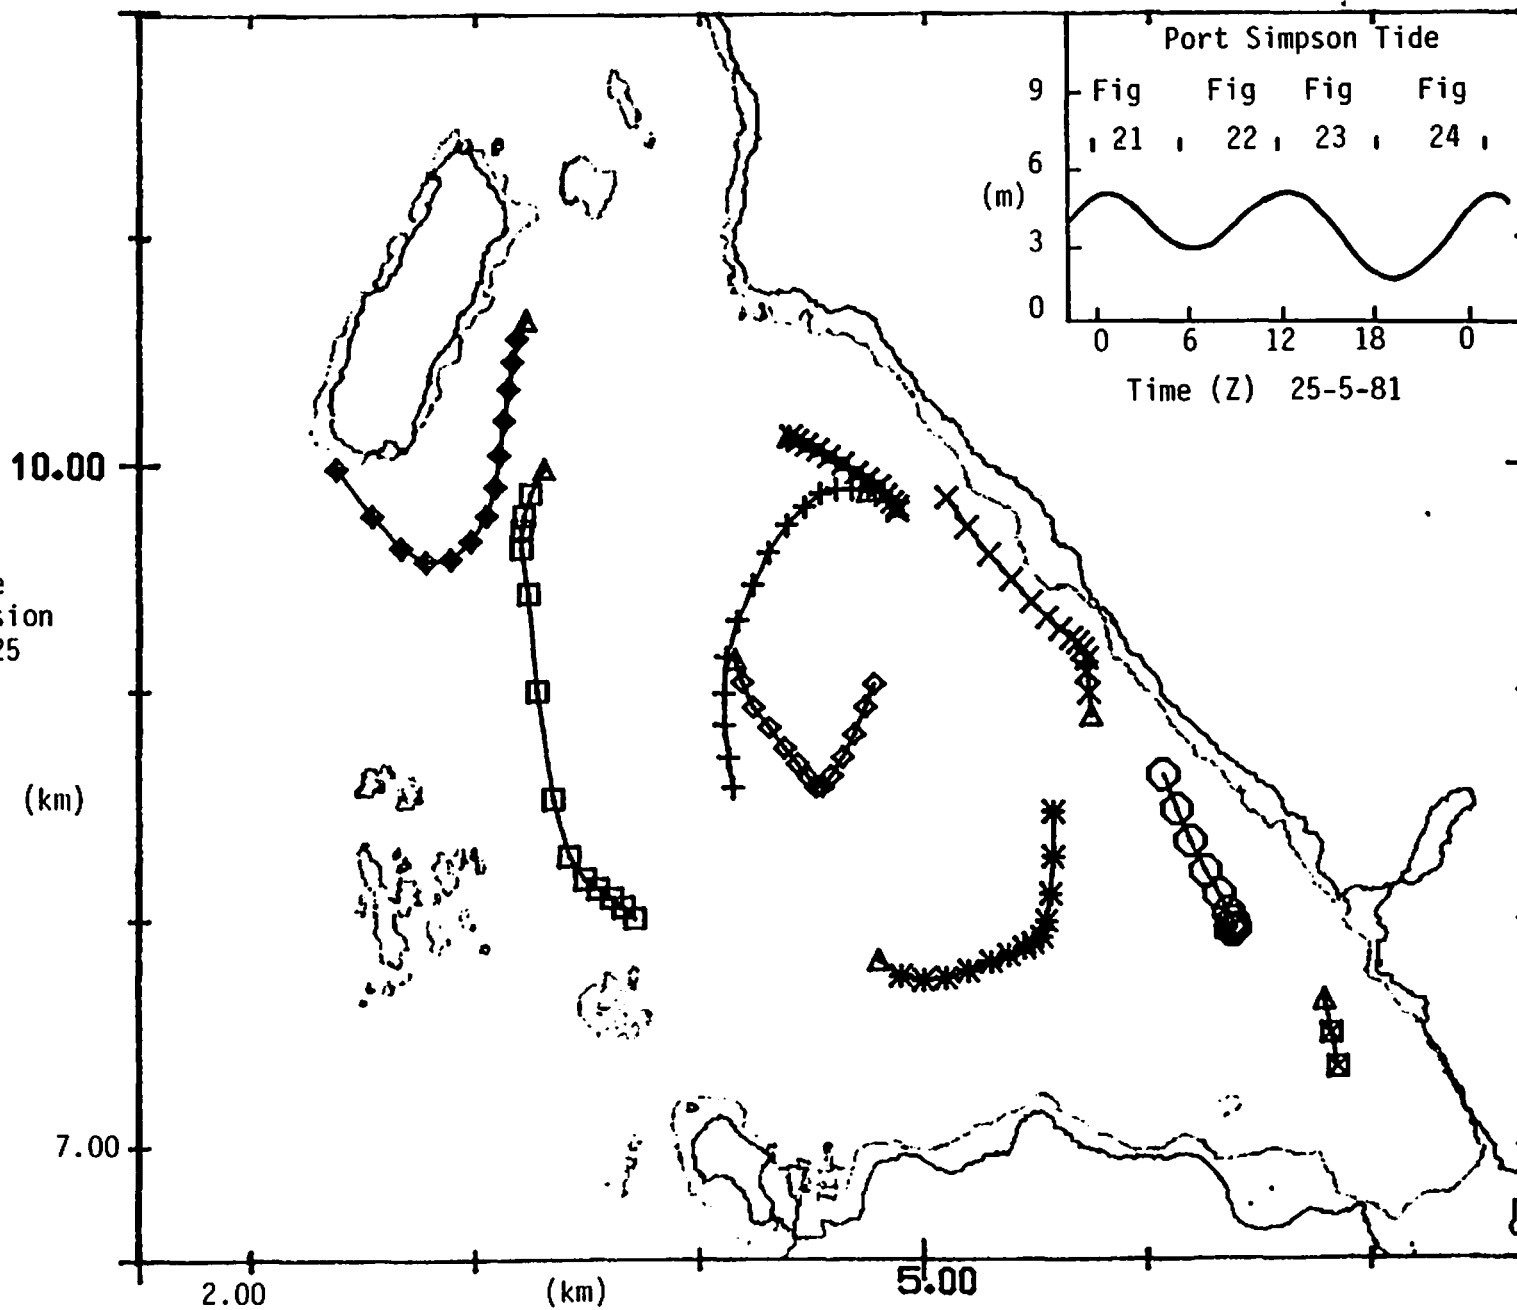 Port Simpson Tide
9 Fig Fig Fig Fig
21 22 23 24
6
(m)
3
0
0 6 12 18 0
Time (Z) 25-5-81
10.00
e
sion
25
(km)
7.00
2.00 (km) 5.00